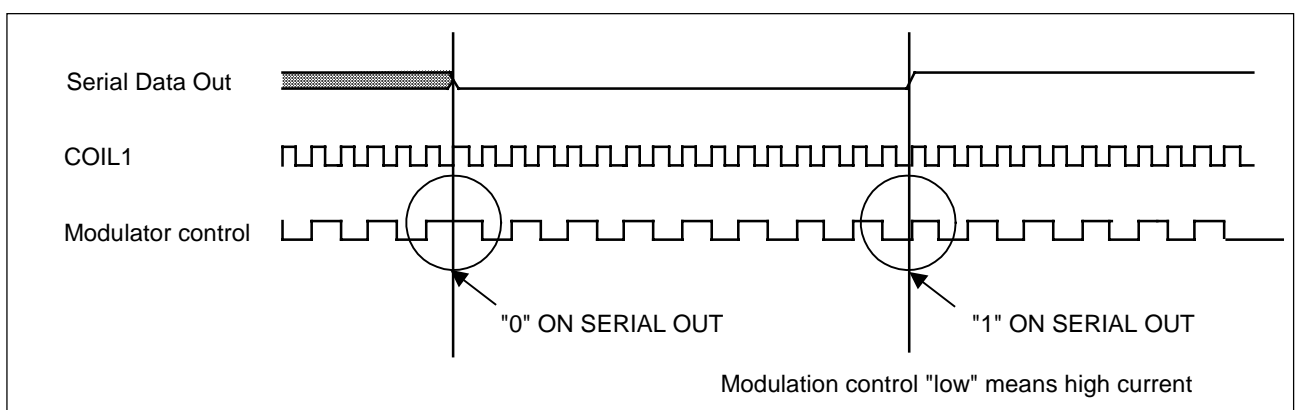 Serial Data Out
COIL1
Modulator control
"0" ON SERIAL OUT
"1" ON SERIAL OUT
Modulation control "low" means high current